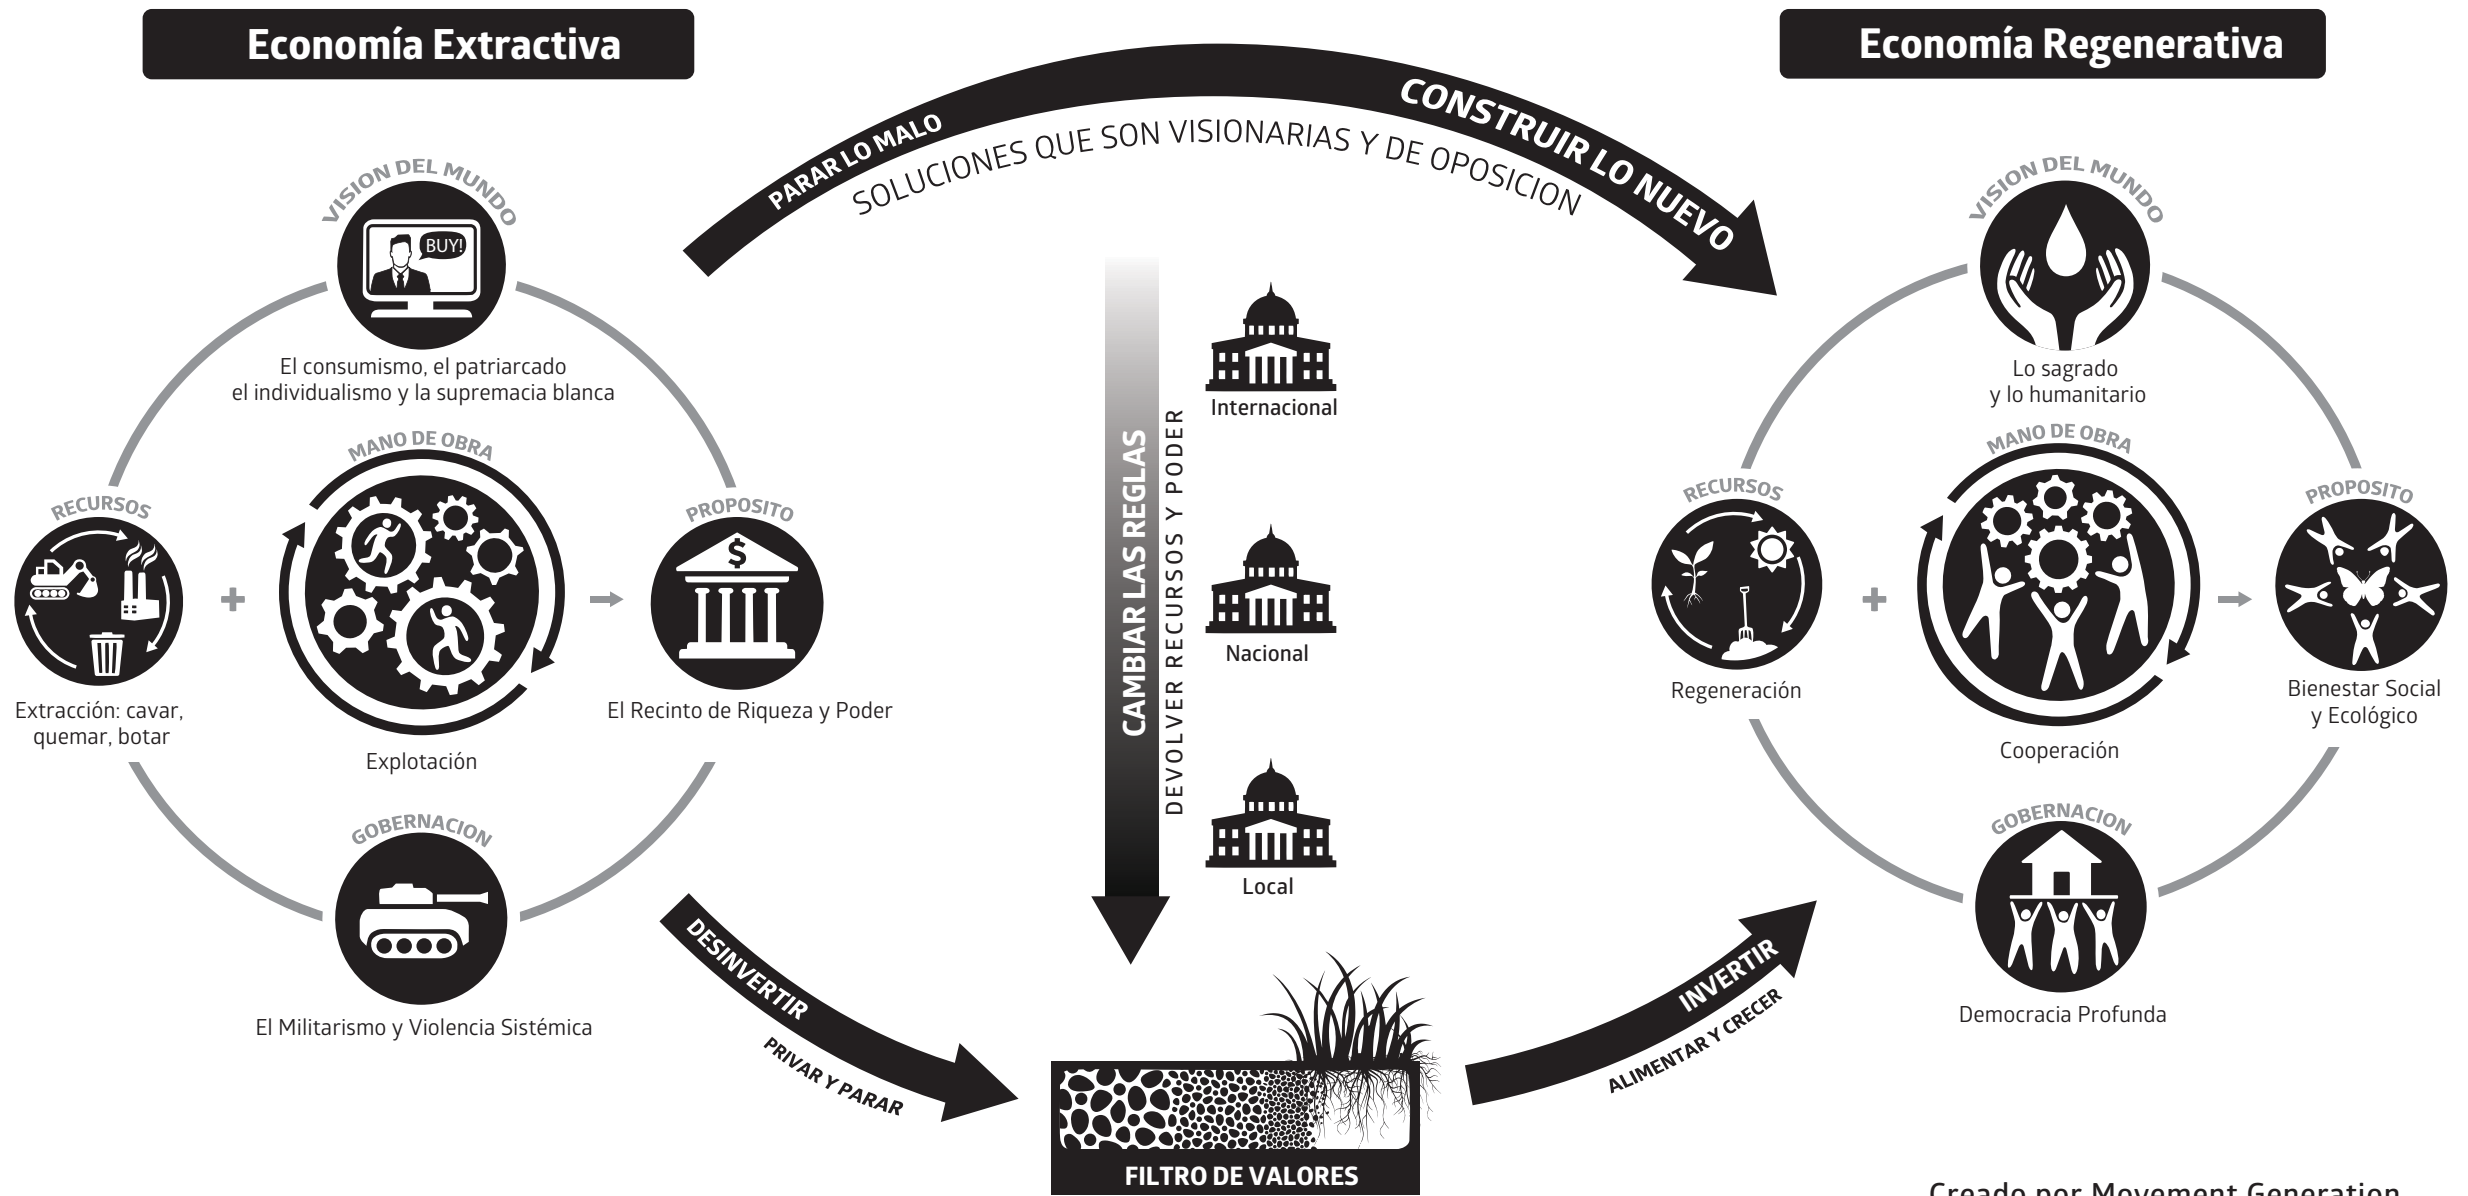 Economía Extractiva
Economía Regenerativa
PARAR LO MALO
CONSTRUIR LO NUEVO
SOLUCIONES QUE SON VISIONARIAS Y DE OPOSICION
VISION DEL MUNDO
BUY!
El consumismo, el patriarcado
el individualismo y la supremacia blanca
MANO DE OBRA
RECURSOS
PROPOSITO
$
Extracción: cavar,
quemar, botar
Explotación
El Recinto de Riqueza y Poder
GOBERNACION
El Militarismo y Violencia Sistémica
CAMBIAR LAS REGLAS
DEVOLVER RECURSOS Y PODER
Internacional
Nacional
Local
DESINVERTIR
PRIVAR Y PARAR
FILTRO DE VALORES
INVERTIR
ALIMENTAR Y CRECER
VISION DEL MUNDO
Lo sagrado
y lo humanitario
MANO DE OBRA
RECURSOS
PROPOSITO
Regeneración
Cooperación
Bienestar Social
y Ecológico
GOBERNACION
Democracia Profunda
Creado por Movement Generation